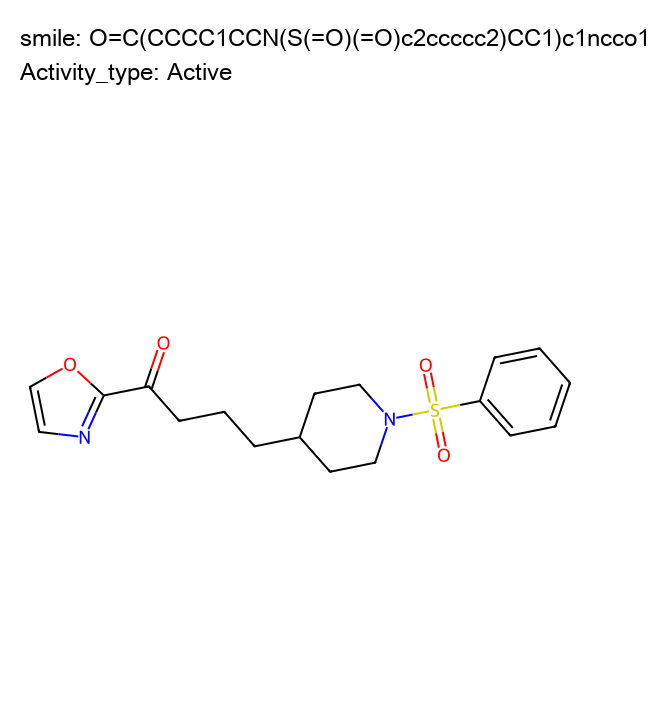 smile: O=C(CCCC1CCN(S(=O)(=O)c2ccccc2)CC1)c1ncco1
Activity_type: Active
O
O
O
N
S
N
O